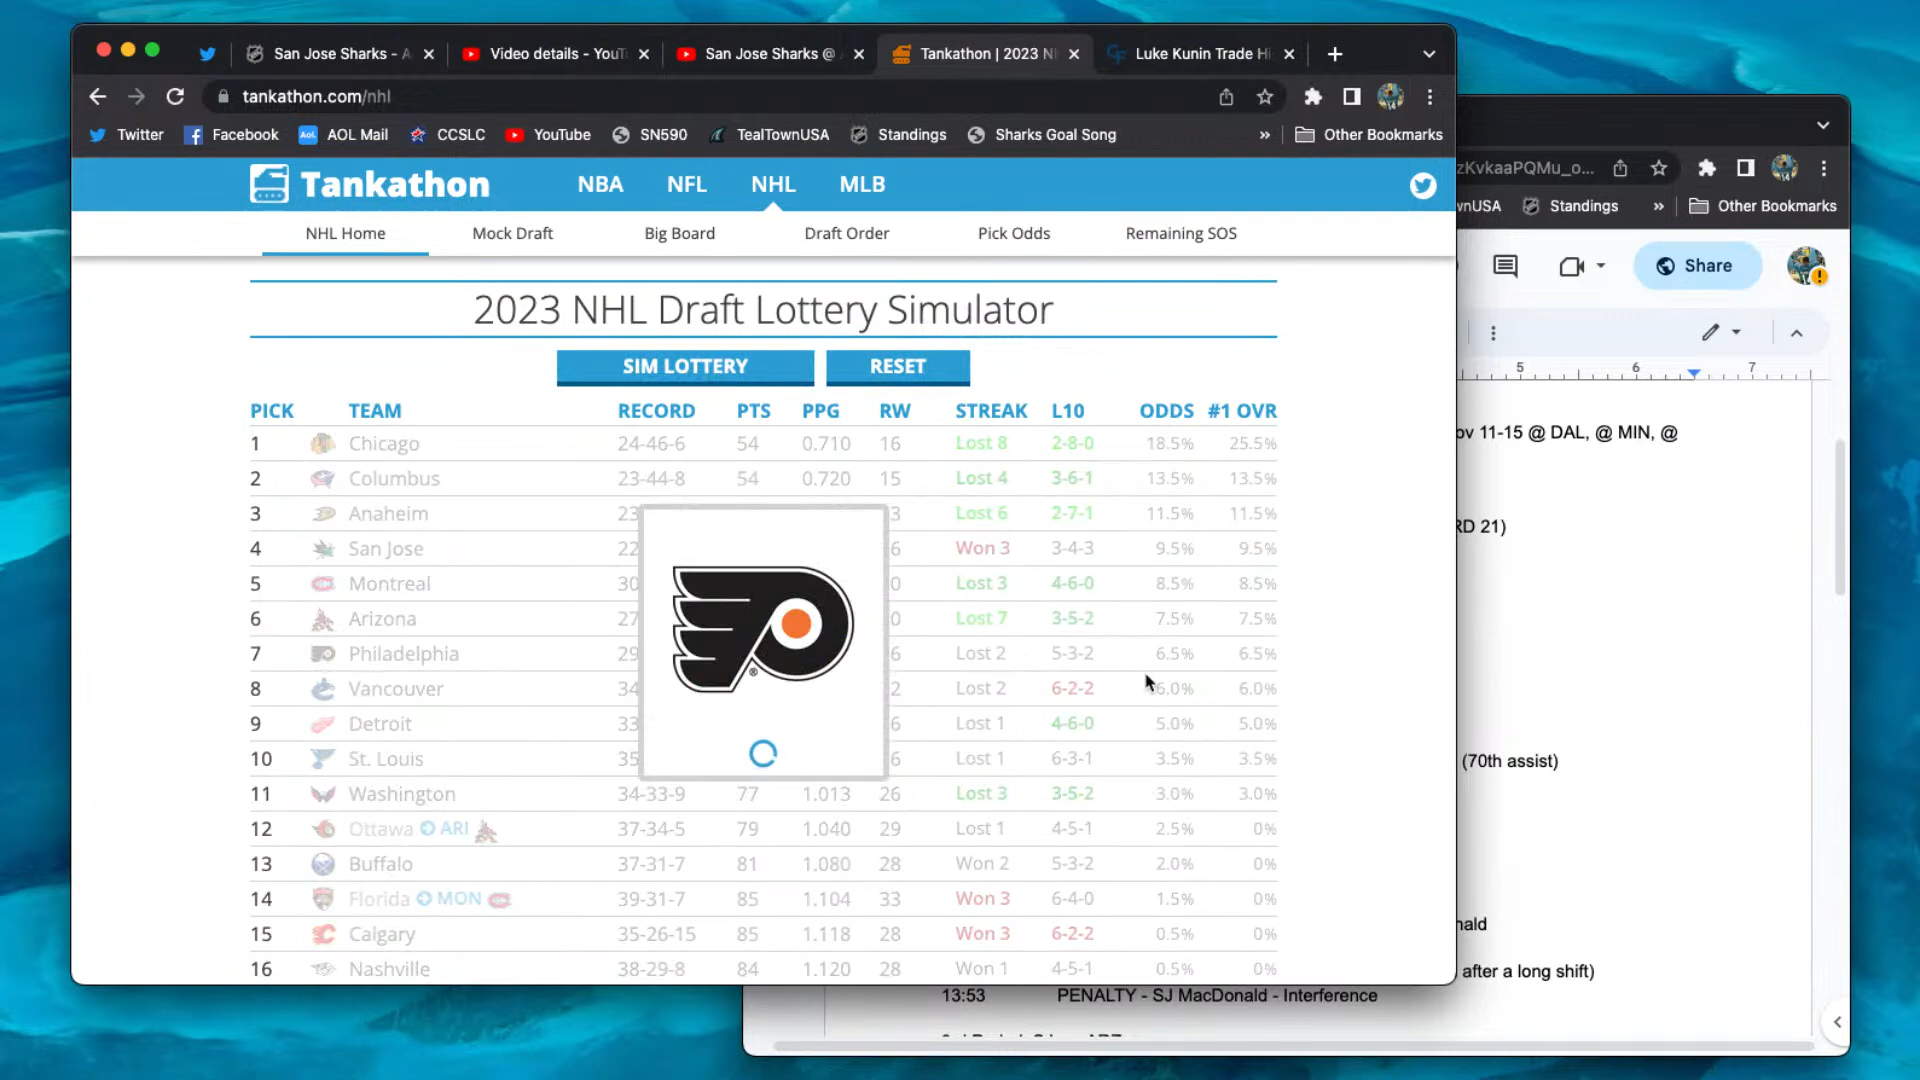 San Jose Sharks - A
Video details - YouTu
San Jose Sharks @
Tankathon | 2023 N
Luke Kunin Trade Hi
tankathon.com/nhl
Twitter Facebook AOL Mail CCSLC YouTube SN590 TealTownUSA Standings Sharks Goal Song » Other Bookmarks
zKvkaaPQMu_o...
wnUSA Standings » Other Bookmarks
Share
5 6 7
Tankathon NBA NFL NHL MLB
NHL Home Mock Draft Big Board Draft Order Pick Odds Remaining SOS
2023 NHL Draft Lottery Simulator
SIM LOTTERY RESET
PICK TEAM RECORD PTS PPG RW STREAK L10 ODDS #1 OVR
1 Chicago 24-46-6 54 0.710 16 Lost 8 2-8-0 18.5% 25.5%
2 Columbus 23-44-8 54 0.720 15 Lost 4 3-6-1 13.5% 13.5%
3 Anaheim 23 3 Lost 6 2-7-1 11.5% 11.5%
4 San Jose 22 6 Won 3 3-4-3 9.5% 9.5%
5 Montreal 30 0 Lost 3 4-6-0 8.5% 8.5%
6 Arizona 27 0 Lost 7 3-5-2 7.5% 7.5%
7 Philadelphia 29 6 Lost 2 5-3-2 6.5% 6.5%
8 Vancouver 34 2 Lost 2 6-2-2 6.0% 6.0%
9 Detroit 33 6 Lost 1 4-6-0 5.0% 5.0%
10 St. Louis 35 6 Lost 1 6-3-1 3.5% 3.5%
11 Washington 34-33-9 77 1.013 26 Lost 3 3-5-2 3.0% 3.0%
12 Ottawa ARI 37-34-5 79 1.040 29 Lost 1 4-5-1 2.5% 0%
13 Buffalo 37-31-7 81 1.080 28 Won 2 5-3-2 2.0% 0%
14 Florida MON 39-31-7 85 1.104 33 Won 3 6-4-0 1.5% 0%
15 Calgary 35-26-15 85 1.118 28 Won 3 6-2-2 0.5% 0%
16 Nashville 38-29-8 84 1.120 28 Won 1 4-5-1 0.5% 0%
ov 11-15 @ DAL, @ MIN, @
RD 21)
(70th assist)
nald
after a long shift)
13:53 PENALTY - SJ MacDonald - Interference